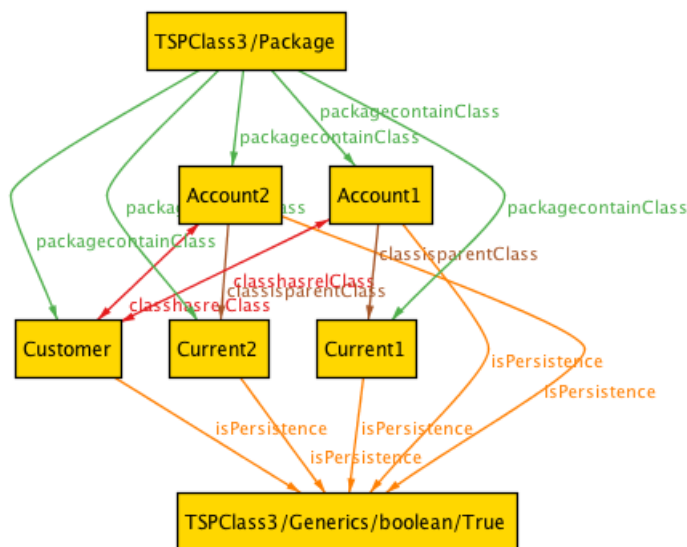 TSPClass3/Package
packagecontainClass
packagecontainClass
Account2
Account1
packagecontainClass
packagecontainClass
packagecontainClass
classisparentClass
classhasrelClass
classisparentClass
classhasrelClass
Customer
Current2
Current1
isPersistence
isPersistence
isPersistence
isPersistence
isPersistence
TSPClass3/Generics/boolean/True